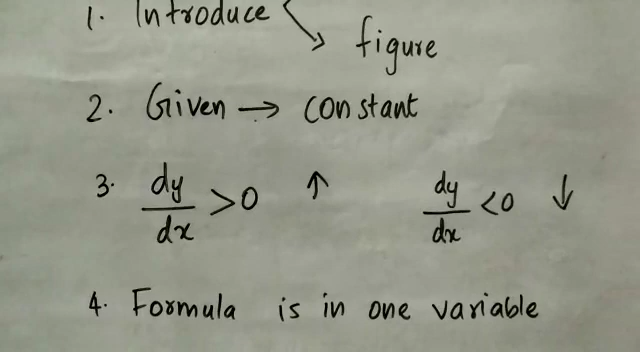 1. Introduce ↘ figure
2. Given → constant
3. dy/dx >0 ↑ dy/dx <0 ↓
4. Formula is in one variable